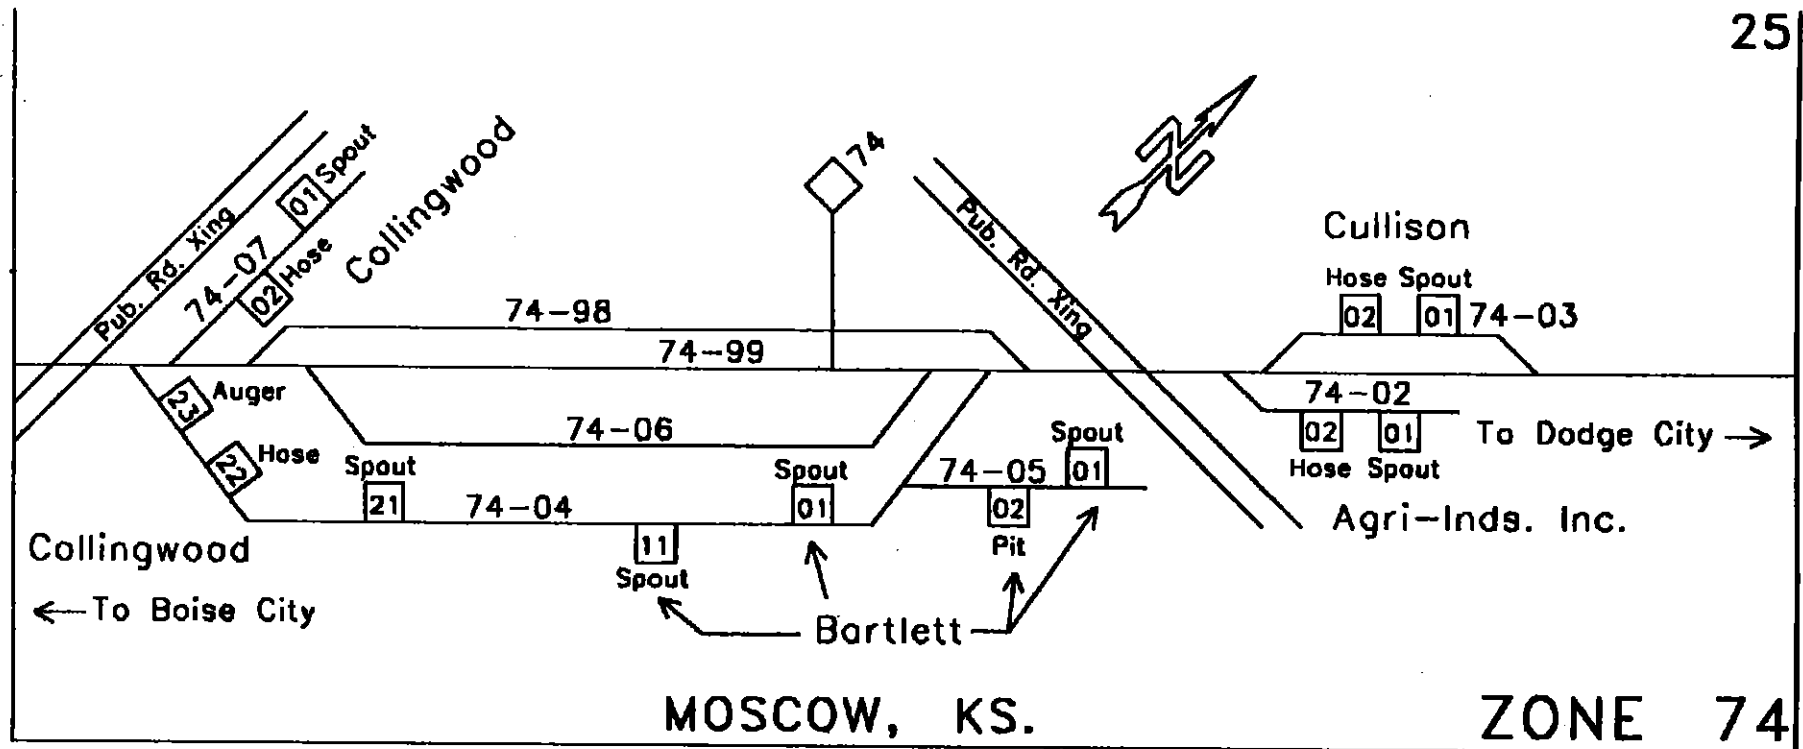 25
Pub. Rd. Xing
74-07
01 Spout
02 Hose
Collingwood
74
N
Pub. Rd. Xing
Cullison
Hose Spout
02 01 74-03
74-98
74-99
74-02
02 01
Hose Spout
To Dodge City
Agri-Inds. Inc.
23 Auger
22 Hose
74-06
Spout
21
74-04
11
Spout
Spout
01
74-05
Spout
01
02
Pit
Collingwood
To Boise City
Bartlett
MOSCOW, KS.
ZONE 74